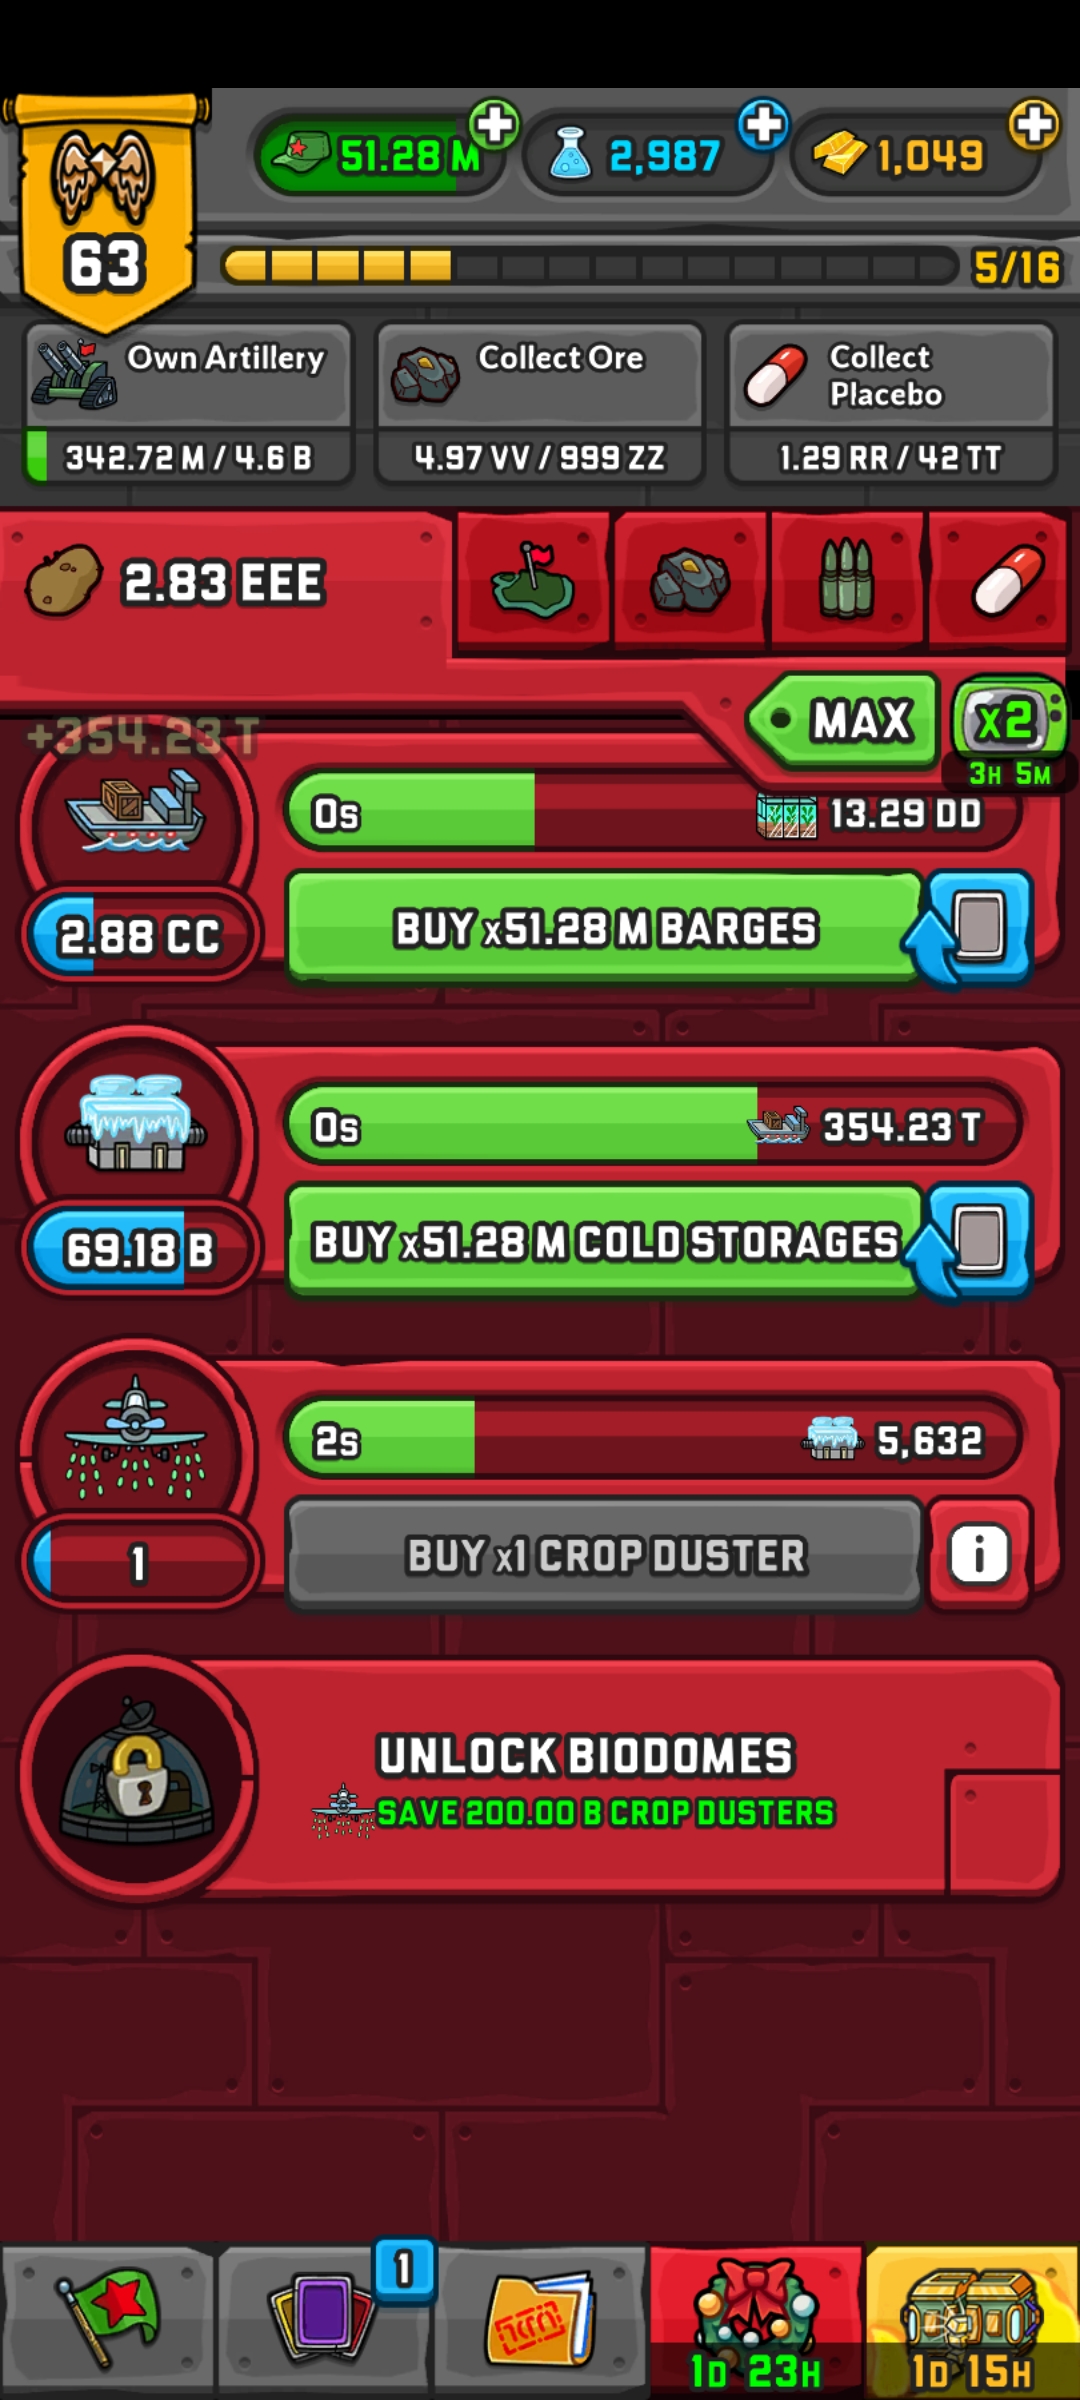 51.28 M
2,987
1,049
63
5/16
Own Artillery
342.72 M / 4.6 B
Collect Ore
4.97 VV / 999 ZZ
Collect
Placebo
1.29 RR / 42 TT
2.83 EEE
MAX
x2
3H 5M
+354.23 T
0s
13.29 DD
2.88 CC
BUY x51.28 M BARGES
0s
354.23 T
69.18 B
BUY x51.28 M COLD STORAGES
2s
5,632
1
BUY x1 CROP DUSTER
i
UNLOCK BIODOMES
SAVE 200.00 B CROP DUSTERS
1
1D 23H
1D 15H